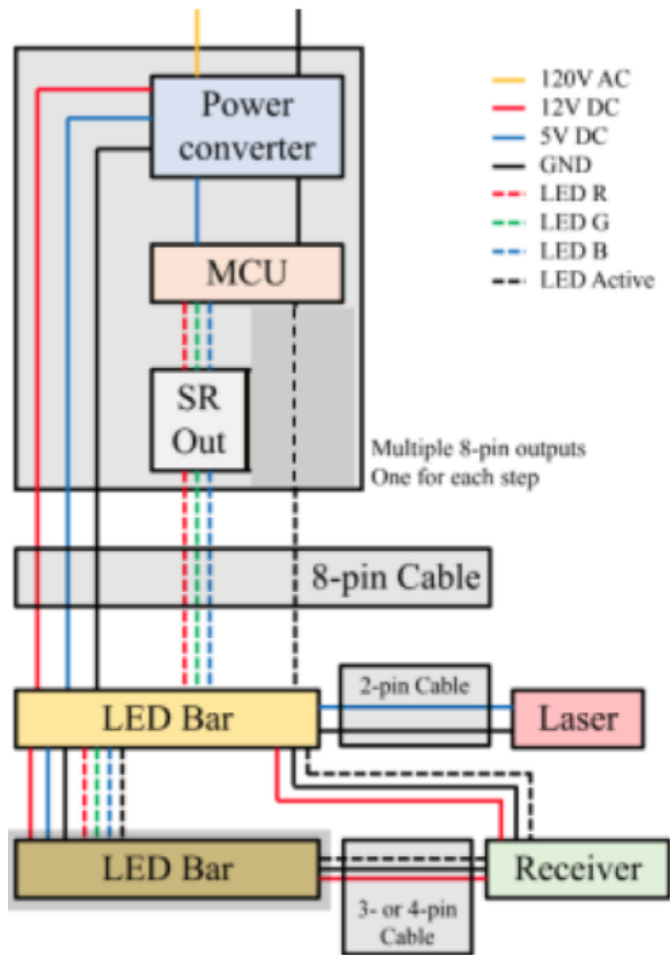 Power
converter
120V AC
12V DC
5V DC
GND
LED R
LED G
LED B
LED Active
MCU
SR
Out
Multiple 8-pin outputs
One for each step
8-pin Cable
2-pin Cable
LED Bar
Laser
LED Bar
Receiver
3- or 4-pin
Cable